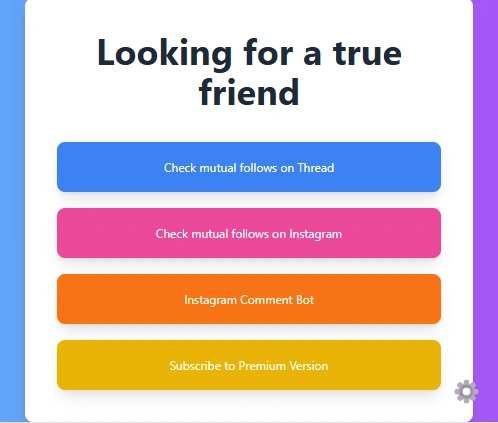 Looking for a true
friend
Check mutual follows on Thread
Check mutual follows on Instagram
Instagram Comment Bot
Subscribe to Premium Version